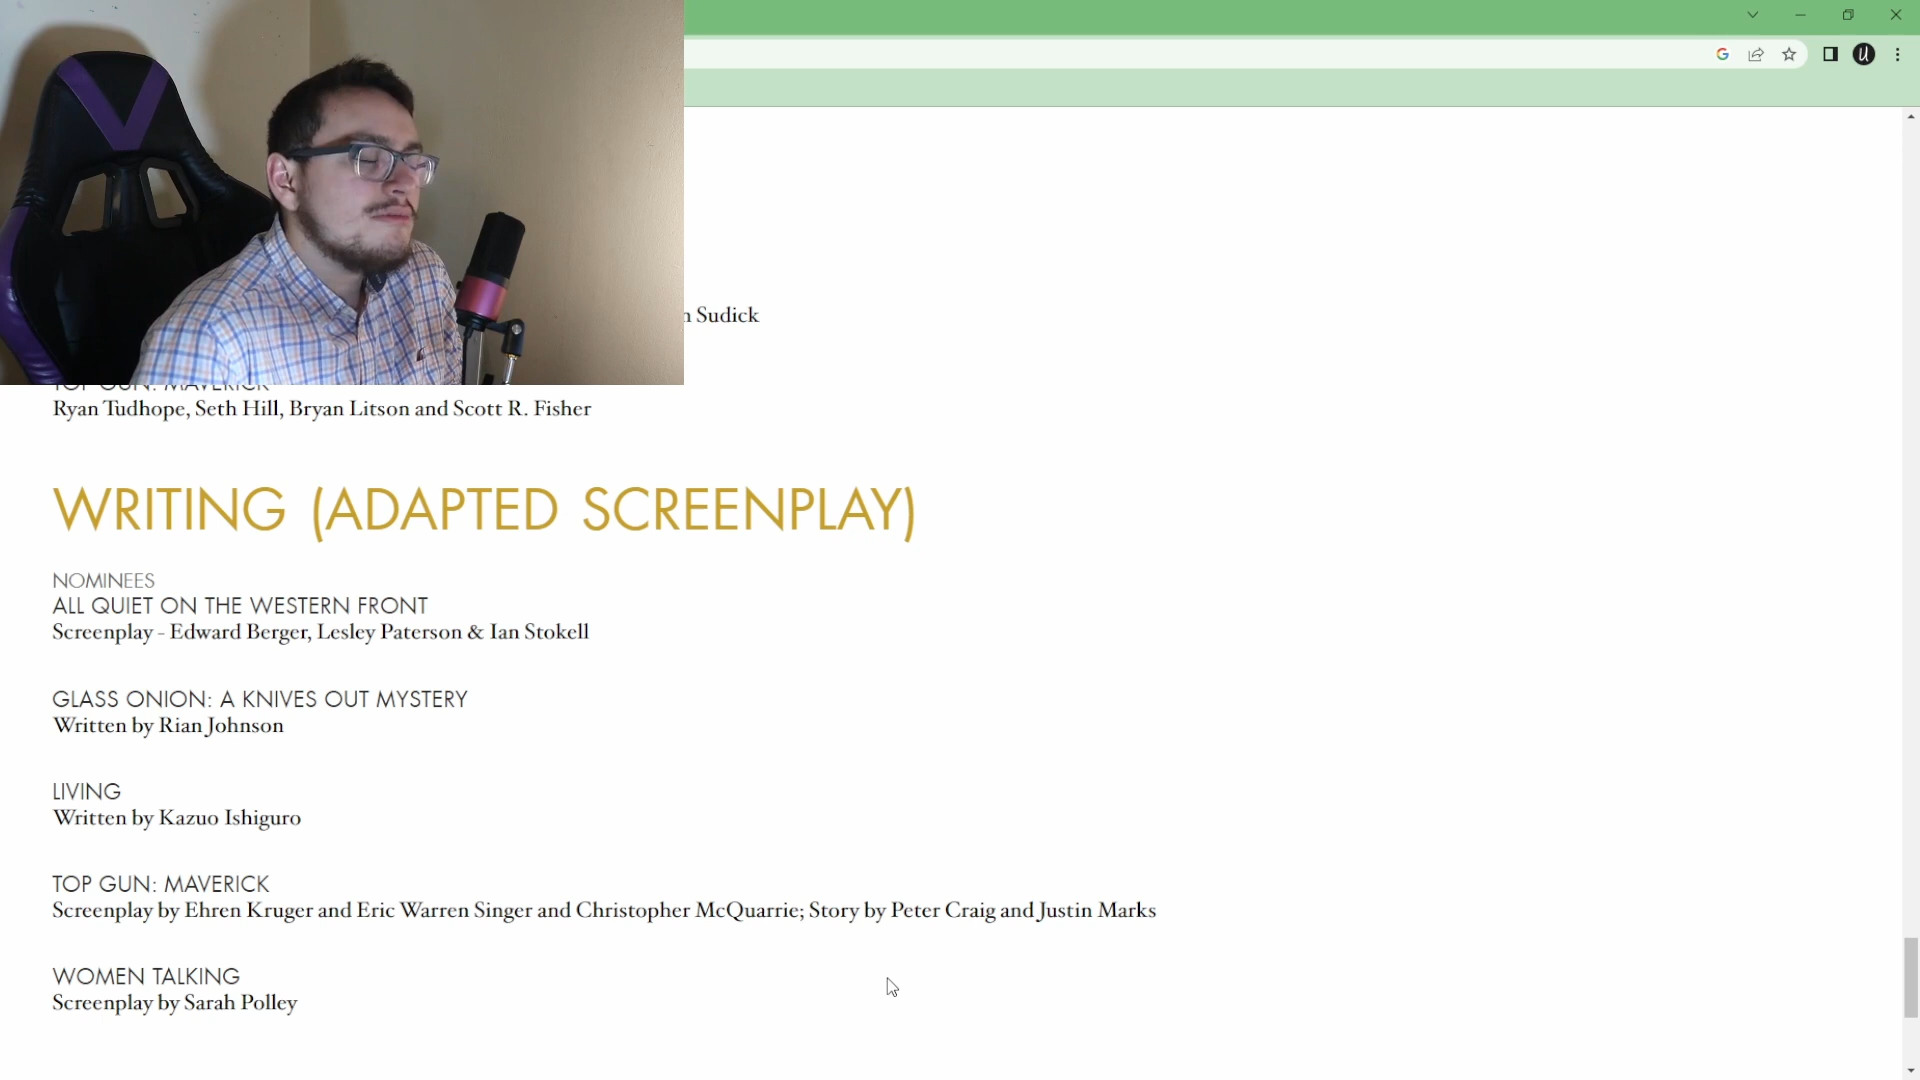 Sudick
TOP GUN: MAVERICK
Ryan Tudhope, Seth Hill, Bryan Litson and Scott R. Fisher
WRITING (ADAPTED SCREENPLAY)
NOMINEES
ALL QUIET ON THE WESTERN FRONT
Screenplay - Edward Berger, Lesley Paterson & Ian Stokell
GLASS ONION: A KNIVES OUT MYSTERY
Written by Rian Johnson
LIVING
Written by Kazuo Ishiguro
TOP GUN: MAVERICK
Screenplay by Ehren Kruger and Eric Warren Singer and Christopher McQuarrie; Story by Peter Craig and Justin Marks
WOMEN TALKING
Screenplay by Sarah Polley